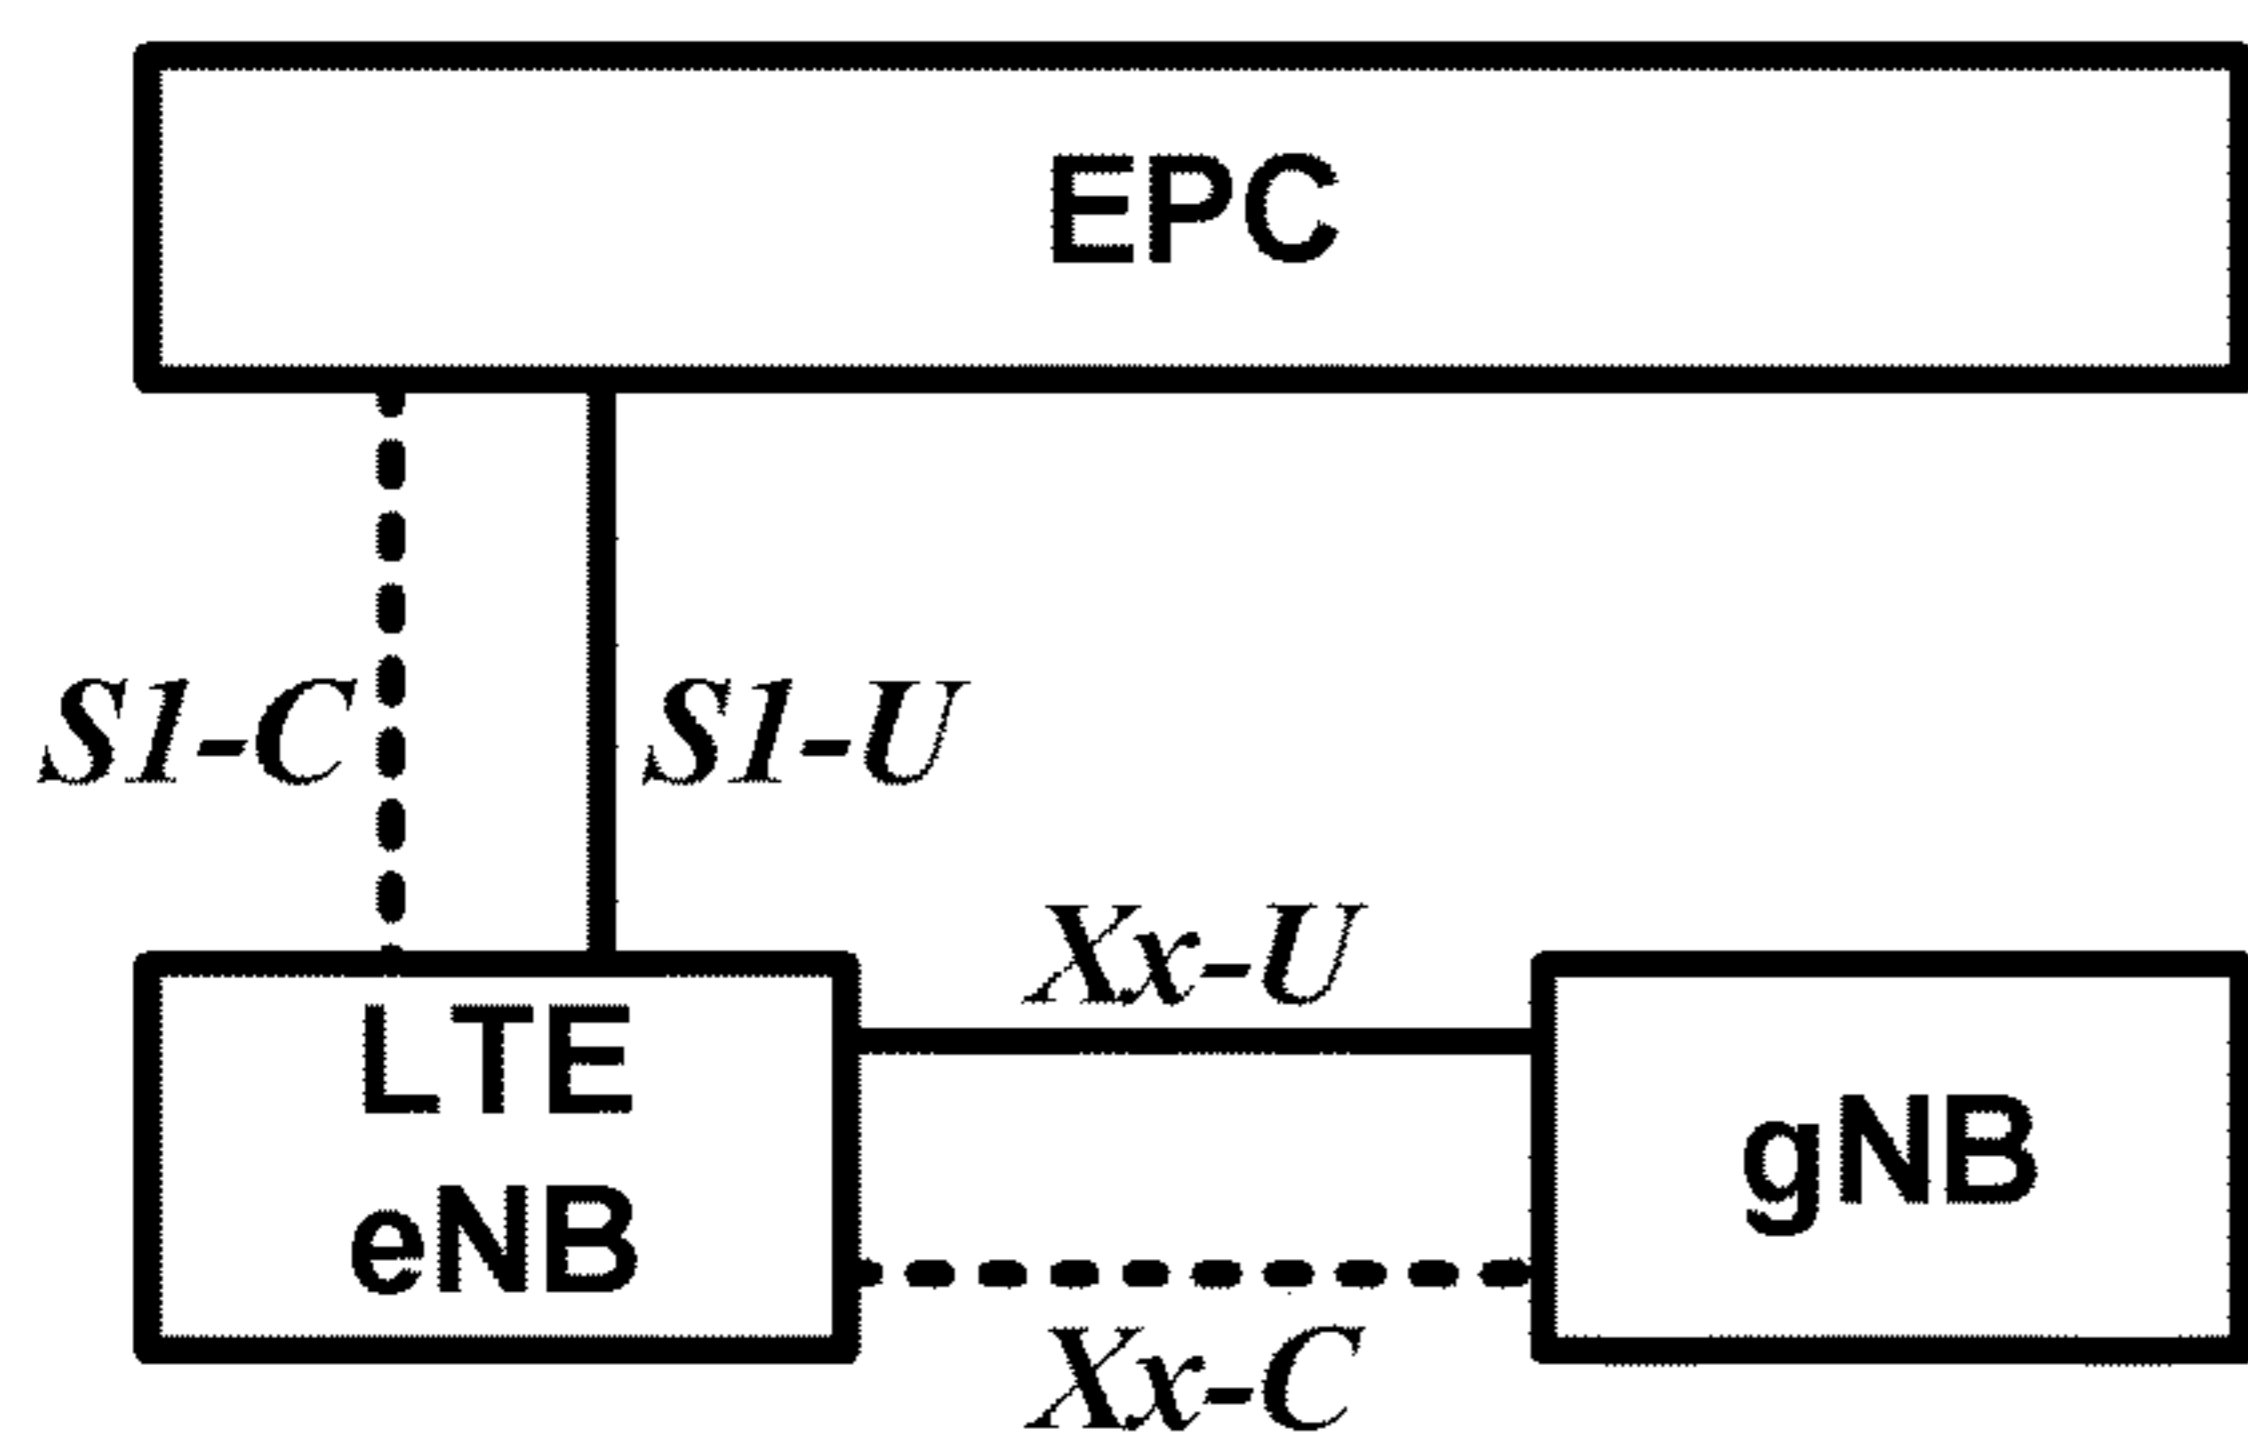 EPC
S1-C
S1-U
Xx-U
LTE
eNB
gNB
Xx-C